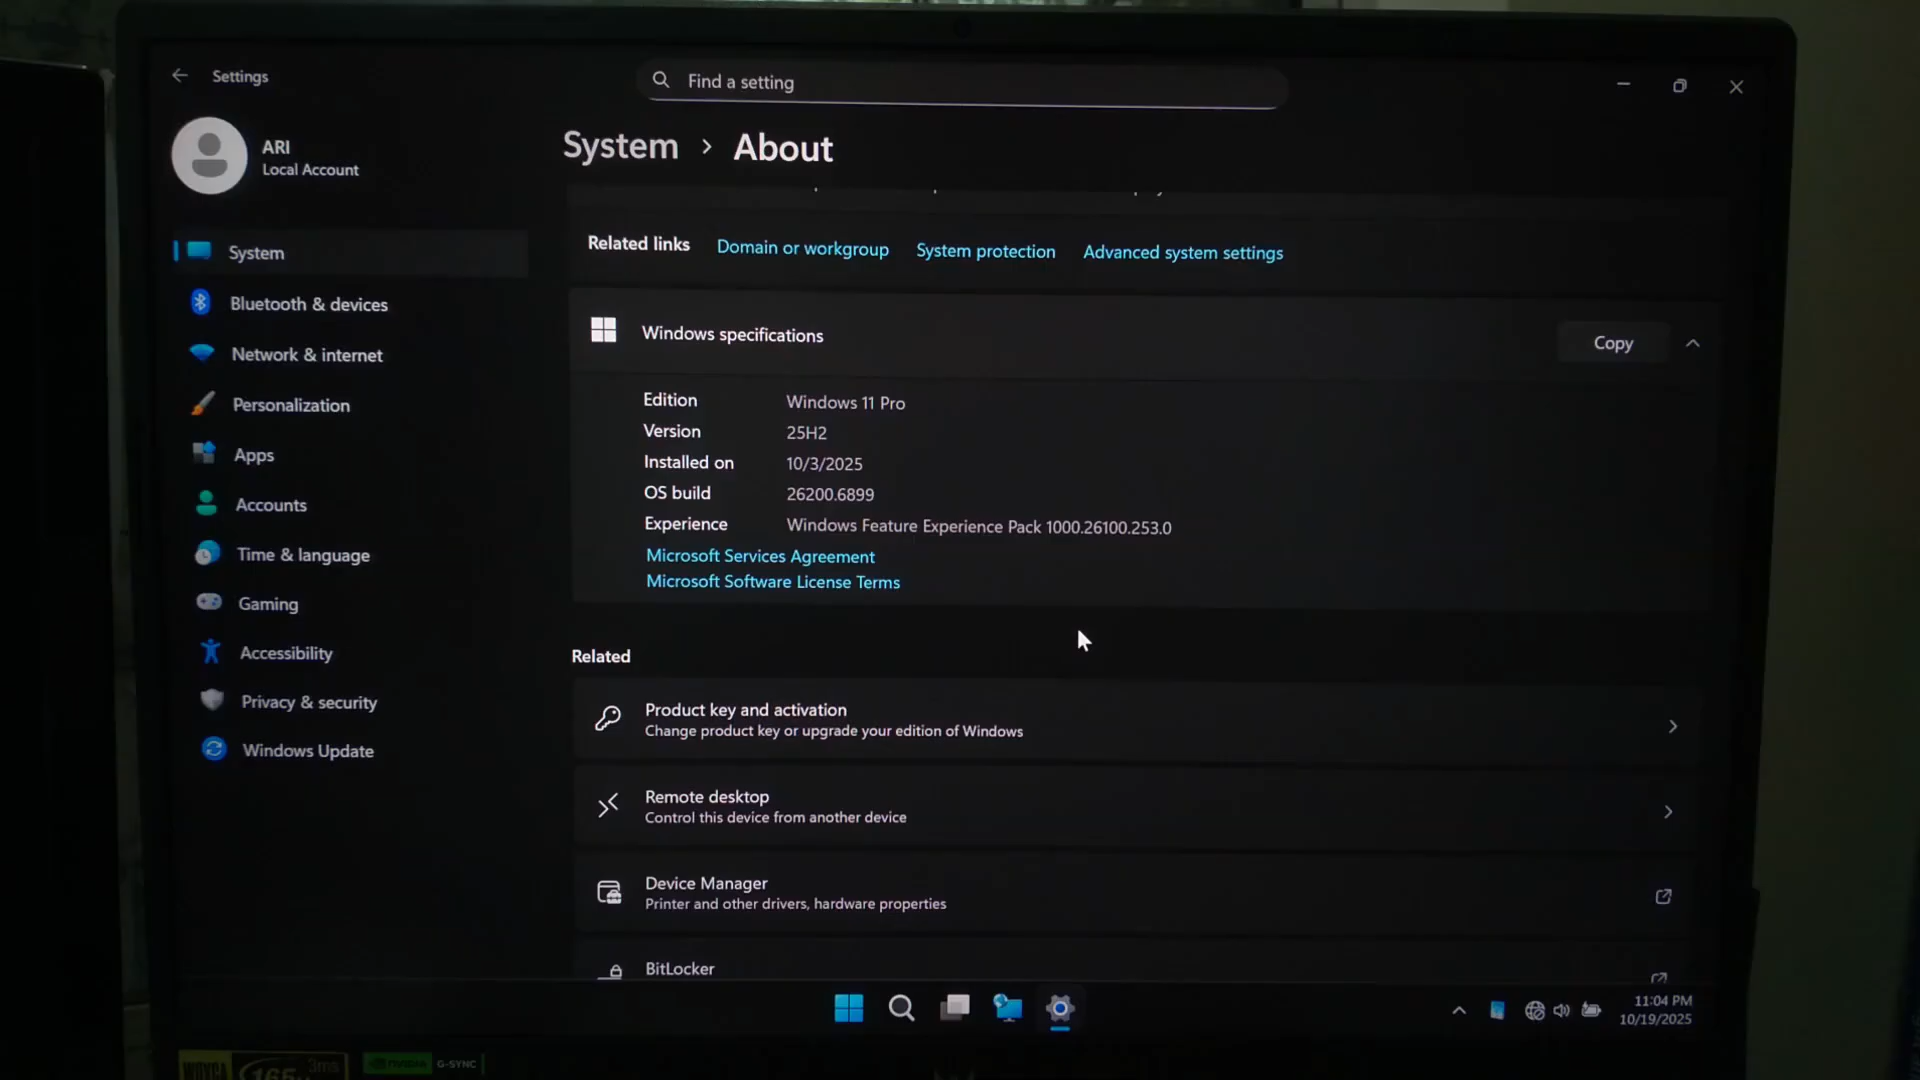 Settings
Find a setting
ARI
Local Account
System > About
Related links Domain or workgroup System protection Advanced system settings
System
Bluetooth & devices
Network & internet
Personalization
Apps
Accounts
Time & language
Gaming
Accessibility
Privacy & security
Windows Update
Windows specifications
Copy
Edition Windows 11 Pro
Version 25H2
Installed on 10/3/2025
OS build 26200.6899
Experience Windows Feature Experience Pack 1000.26100.253.0
Microsoft Services Agreement
Microsoft Software License Terms
Related
Product key and activation
Change product key or upgrade your edition of Windows
Remote desktop
Control this device from another device
Device Manager
Printer and other drivers, hardware properties
BitLocker
11:04 PM
10/19/2025
WQXGA
3ms
NVIDIA G-SYNC